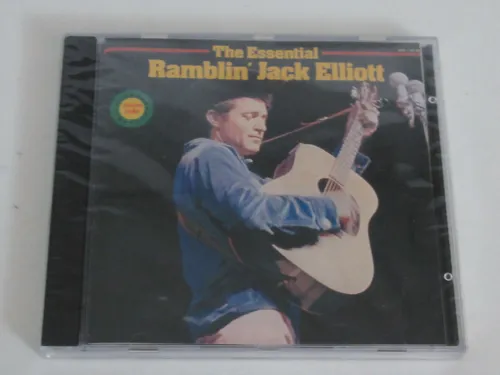 The Essential
Ramblin' Jack Elliott